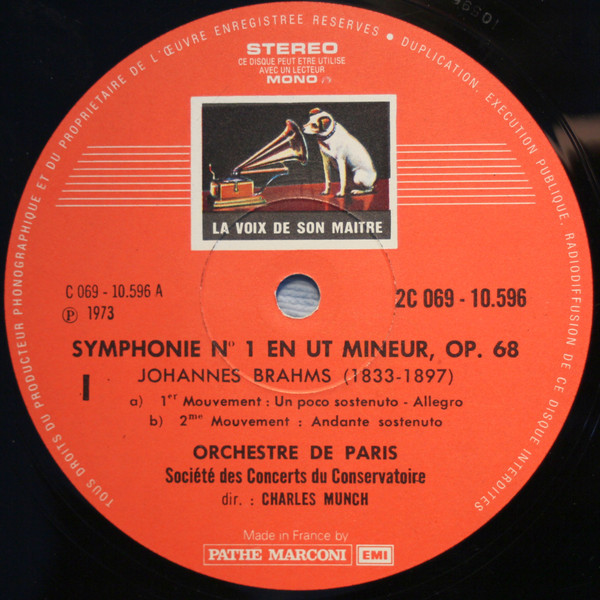 TOUS DROITS DU PRODUCTEUR PHONOGRAPHIQUE ET DU PROPRIETAIRE DE L'ŒUVRE ENREGISTREE RESERVES • DUPLICATION, EXECUTION PUBLIQUE, RADIODIFFUSION DE CE DISQUE INTERDITES
STEREO
CE DISQUE PEUT ETRE UTILISE
AVEC UN LECTEUR
MONO
LA VOIX DE SON MAITRE
C 069 - 10.596 A
2C 069 - 10.596
℗ 1973
SYMPHONIE Nº 1 EN UT MINEUR, OP. 68
I
JOHANNES BRAHMS (1833-1897)
a) 1er Mouvement : Un poco sostenuto - Allegro
b) 2me Mouvement : Andante sostenuto
ORCHESTRE DE PARIS
Société des Concerts du Conservatoire
dir. : CHARLES MUNCH
Made in France by
PATHE MARCONI EMI